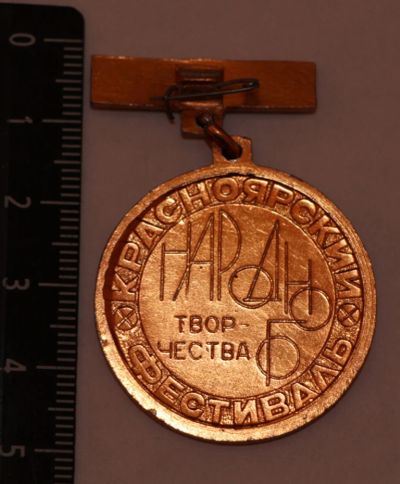 КРАСНОЯРСКИЙ
НАРОДНОГО
ТВОР-
ЧЕСТВА
ФЕСТИВАЛЬ
0
1
2
3
4
5